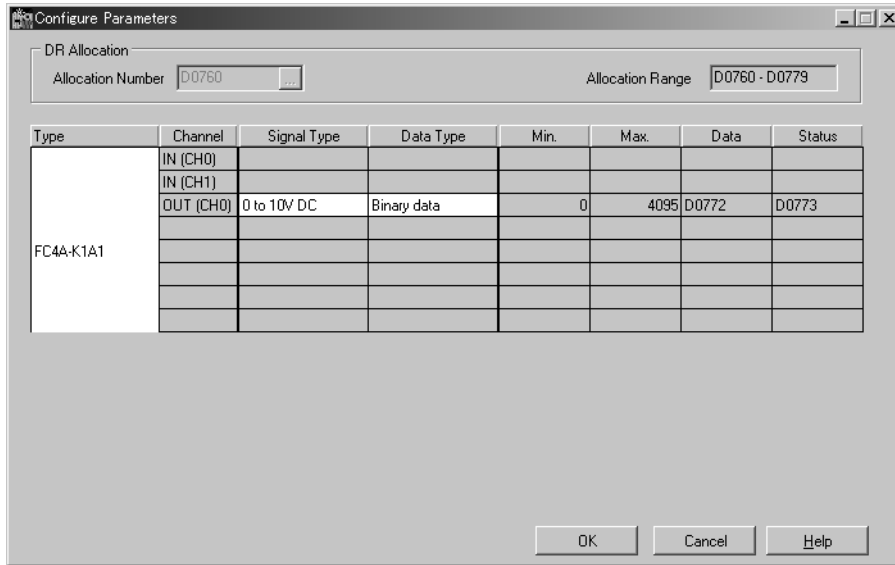 Configure Parameters
DR Allocation
Allocation Number D0760 ... Allocation Range D0760 - D0779
Type Channel Signal Type Data Type Min. Max. Data Status
IN (CH0)
IN (CH1)
OUT (CH0) 0 to 10V DC Binary data 0 4095 D0772 D0773
FC4A-K1A1
OK Cancel Help